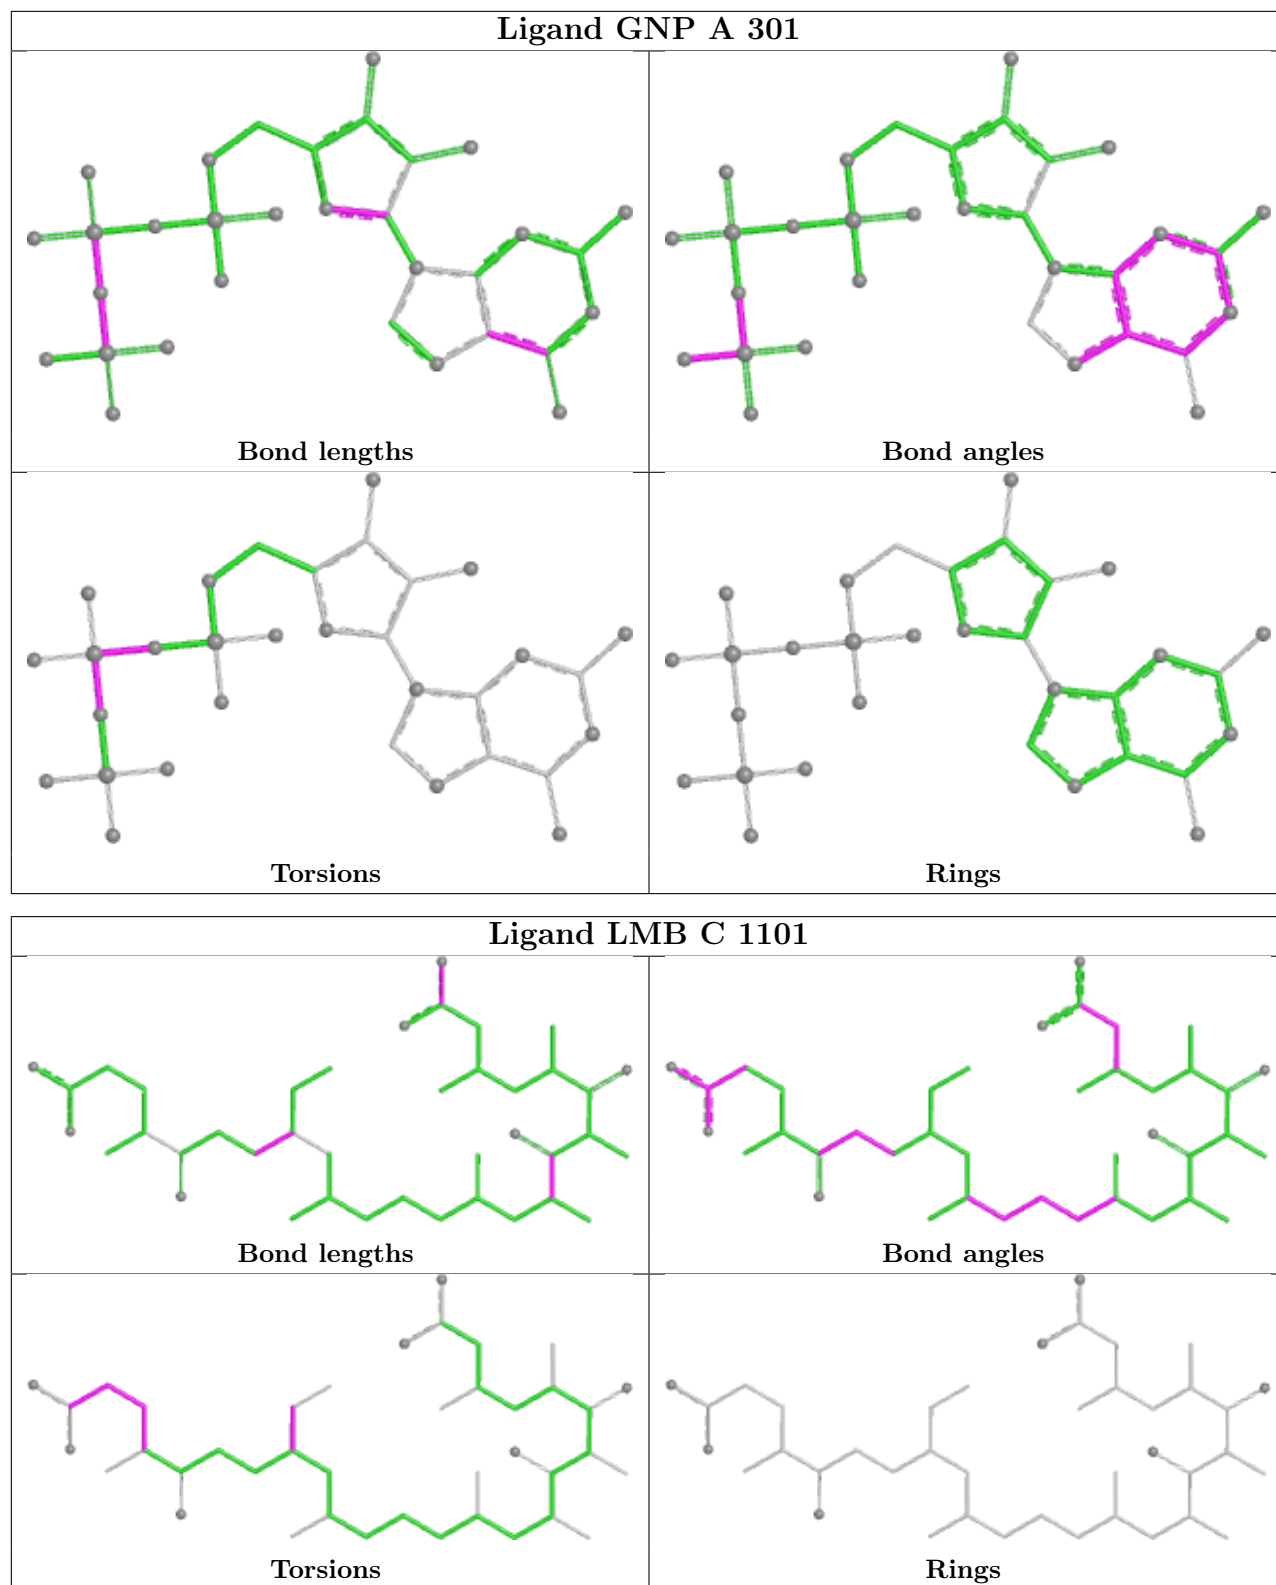 Ligand GNP A 301
Bond lengths
Bond angles
Torsions
Rings
Ligand LMB C 1101
Bond lengths
Bond angles
Torsions
Rings